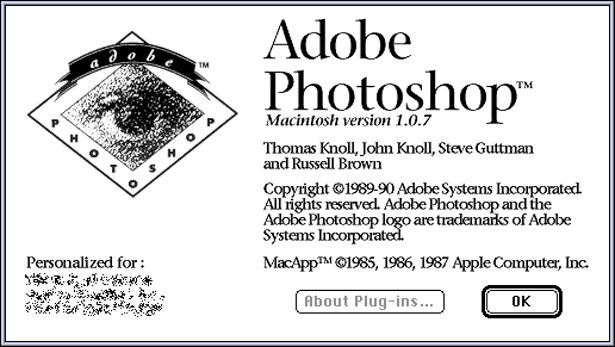 adobe ™
PHOTOSHOP
Adobe
Photoshop™
Macintosh version 1.0.7
Thomas Knoll, John Knoll, Steve Guttman
and Russell Brown
Copyright ©1989-90 Adobe Systems Incorporated.
All rights reserved. Adobe Photoshop and the
Adobe Photoshop logo are trademarks of Adobe
Systems Incorporated.
Personalized for :
MacApp™ ©1985, 1986, 1987 Apple Computer, Inc.
About Plug-ins...
OK